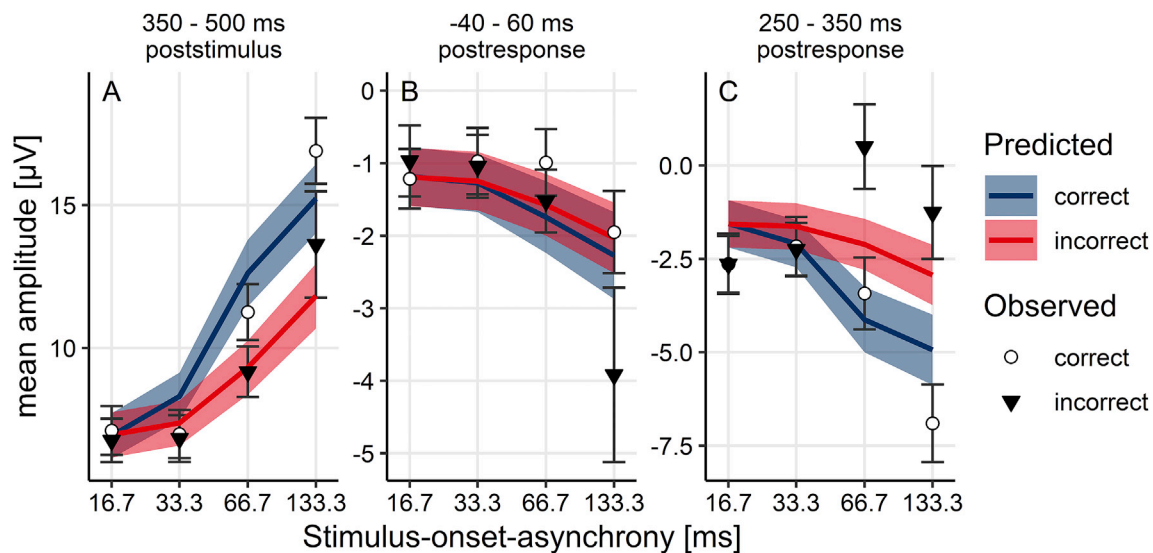 350 - 500 ms
poststimulus
-40 - 60 ms
postresponse
250 - 350 ms
postresponse
A
B
C
mean amplitude [µV]
15
10
0
-1
-2
-3
-4
-5
0.0
-2.5
-5.0
-7.5
16.7 33.3 66.7 133.3
16.7 33.3 66.7 133.3
16.7 33.3 66.7 133.3
Stimulus-onset-asynchrony [ms]
Predicted
correct
incorrect
Observed
correct
incorrect